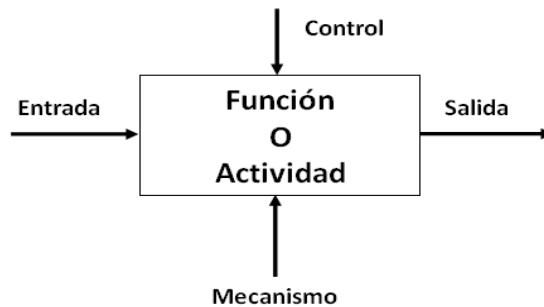 Control
Entrada
Función
O
Actividad
Salida
Mecanismo